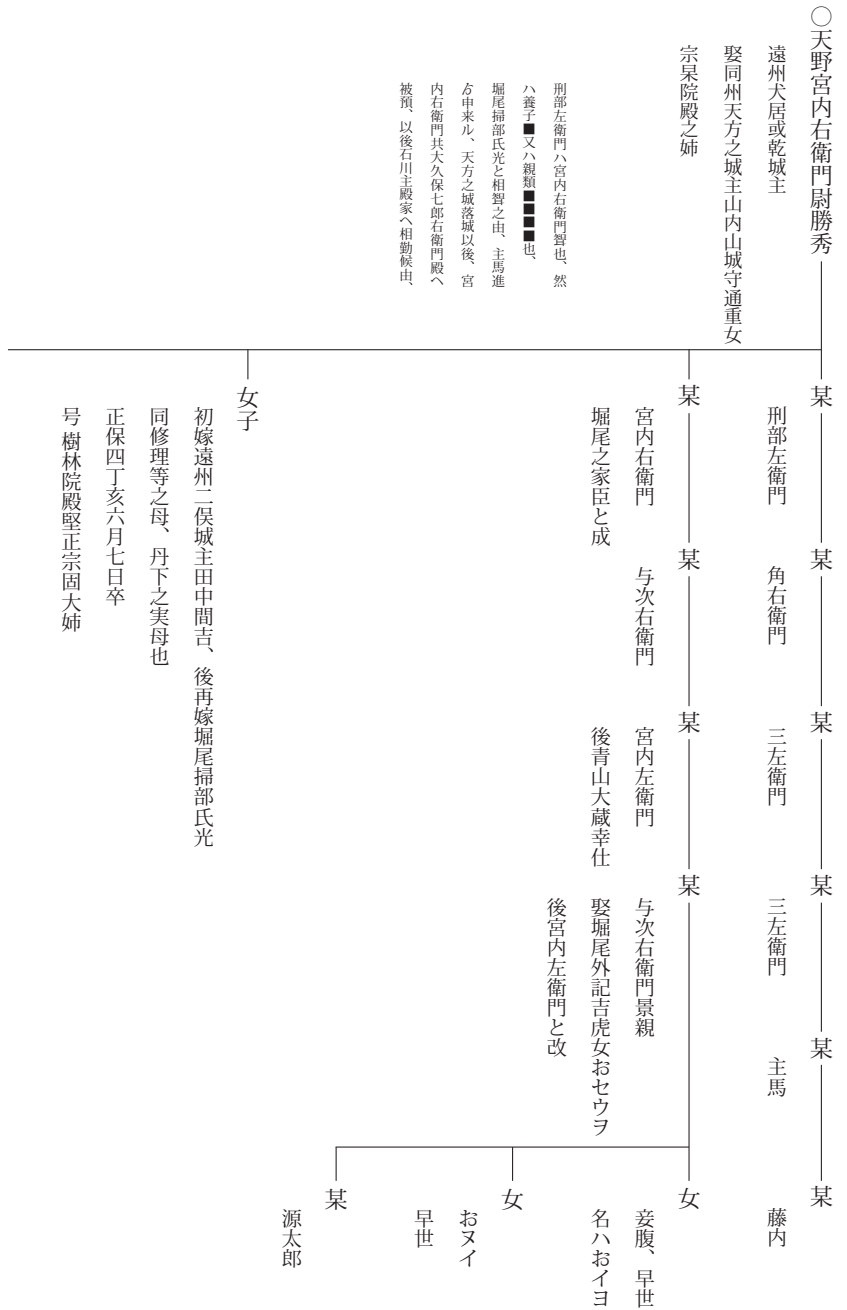 ○天野宮内右衛門尉勝秀
遠州犬居或乾城主
娶同州天方之城主山内山城守通重女
宗杲院殿之姉
刑部左衛門ハ宮内右衛門聟也、然
ハ養子■又ハ親類■■■■也、
堀尾掃部氏光と相聟之由、主馬進
ゟ申来ル、天方之城落城以後、宮
内右衛門共大久保七郎右衛門殿へ
被預、以後石川主殿家へ相勤候由、
某
刑部左衛門
某
角右衛門
某
三左衛門
某
三左衛門
某
主馬
某
藤内
某
宮内右衛門
堀尾之家臣と成
某
与次右衛門
某
宮内左衛門
後青山大蔵幸仕
某
与次右衛門景親
娶堀尾外記吉虎女おセウヲ
後宮内左衛門と改
女
妾腹、早世
名ハおイヨ
女
おヌイ
早世
某
源太郎
女子
初嫁遠州二俣城主田中間吉、後再嫁堀尾掃部氏光
同修理等之母、丹下之実母也
正保四丁亥六月七日卒
号 樹林院殿堅正宗固大姉